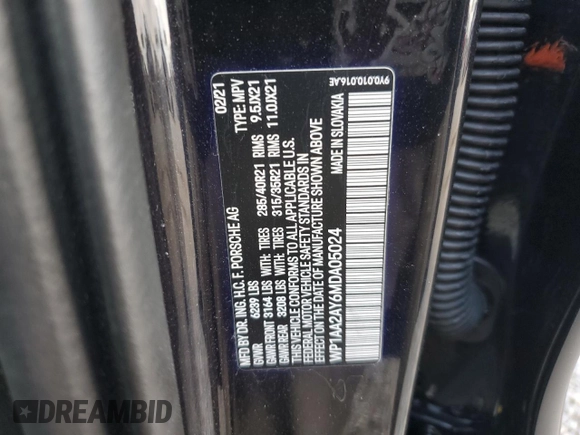 MFD BY DR. ING. H.C. F. PORSCHE AG 02/21
GVWR 6239 LBS TYPE: MPV
GAWR FRONT 3164 LBS WITH: TIRES 285/40R21 RIMS 9.5JX21
GAWR REAR 3208 LBS WITH: TIRES 315/35R21 RIMS 11.0JX21
THIS VEHICLE CONFORMS TO ALL APPLICABLE U.S.
FEDERAL MOTOR VEHICLE SAFETY STANDARDS IN
EFFECT ON THE DATE OF MANUFACTURE SHOWN ABOVE
WP1AA2AY6MDA05024 MADE IN SLOVAKIA
9Y0.010.016.AE
DREAMBID